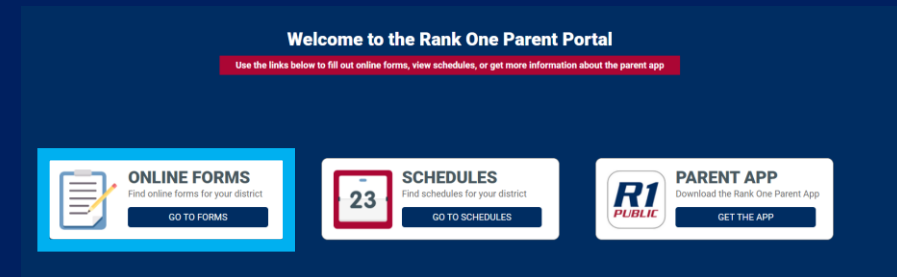 Welcome to the Rank One Parent Portal
Use the links below to fill out online forms, view schedules, or get more information about the parent app
ONLINE FORMS
Find online forms for your district
GO TO FORMS
23
SCHEDULES
Find schedules for your district
GO TO SCHEDULES
R1
PUBLIC
PARENT APP
Download the Rank One Parent App
GET THE APP